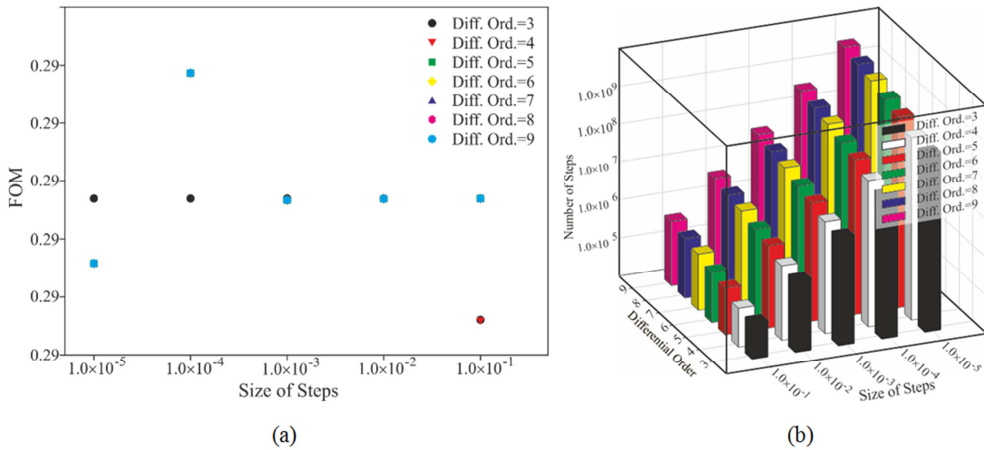 0.29
0.29
0.29
0.29
0.29
0.29
0.29
FOM
1.0×10⁻⁵
1.0×10⁻⁴
1.0×10⁻³
1.0×10⁻²
1.0×10⁻¹
Size of Steps
Diff. Ord.=3
Diff. Ord.=4
Diff. Ord.=5
Diff. Ord.=6
Diff. Ord.=7
Diff. Ord.=8
Diff. Ord.=9
(a)
1.0×10⁹
1.0×10⁸
1.0×10⁷
1.0×10⁶
1.0×10⁵
Number of Steps
9
8
7
6
5
4
3
Differential Order
1.0×10⁻¹
1.0×10⁻²
1.0×10⁻³
1.0×10⁻⁴
1.0×10⁻⁵
Size of Steps
Diff. Ord.=3
Diff. Ord.=4
Diff. Ord.=5
Diff. Ord.=6
Diff. Ord.=7
Diff. Ord.=8
Diff. Ord.=9
(b)